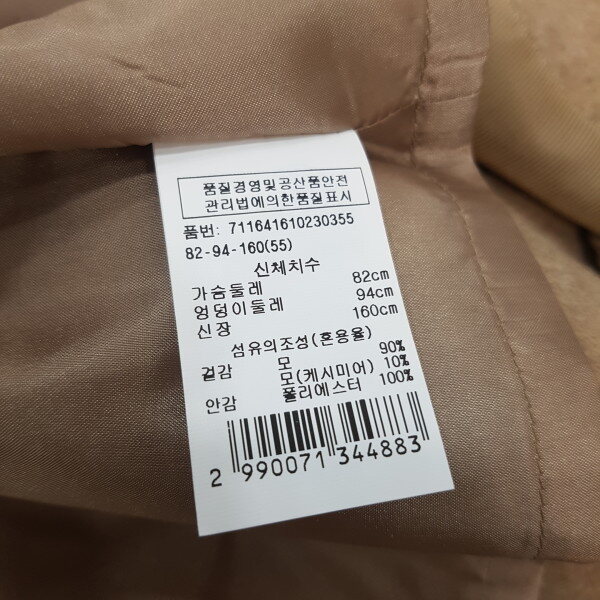 품질경영및공산품안전
관리법에의한품질표시
품번: 711641610230355
82-94-160(55)
신체치수
가슴둘레 82cm
엉덩이둘레 94cm
신장 160cm
섬유의조성(혼용율)
겉감 모 90%
모(케시미어) 10%
안감 폴리에스터 100%
2 990071 344883